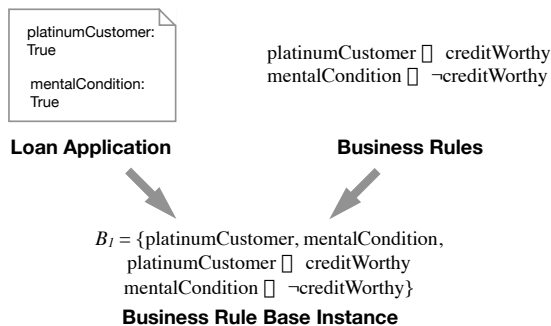 platinumCustomer:
True
mentalCondition:
True
platinumCustomer ▯ creditWorthy
mentalCondition ▯ ¬creditWorthy
Loan Application
Business Rules
B₁ = {platinumCustomer, mentalCondition,
platinumCustomer ▯ creditWorthy
mentalCondition ▯ ¬creditWorthy}
Business Rule Base Instance